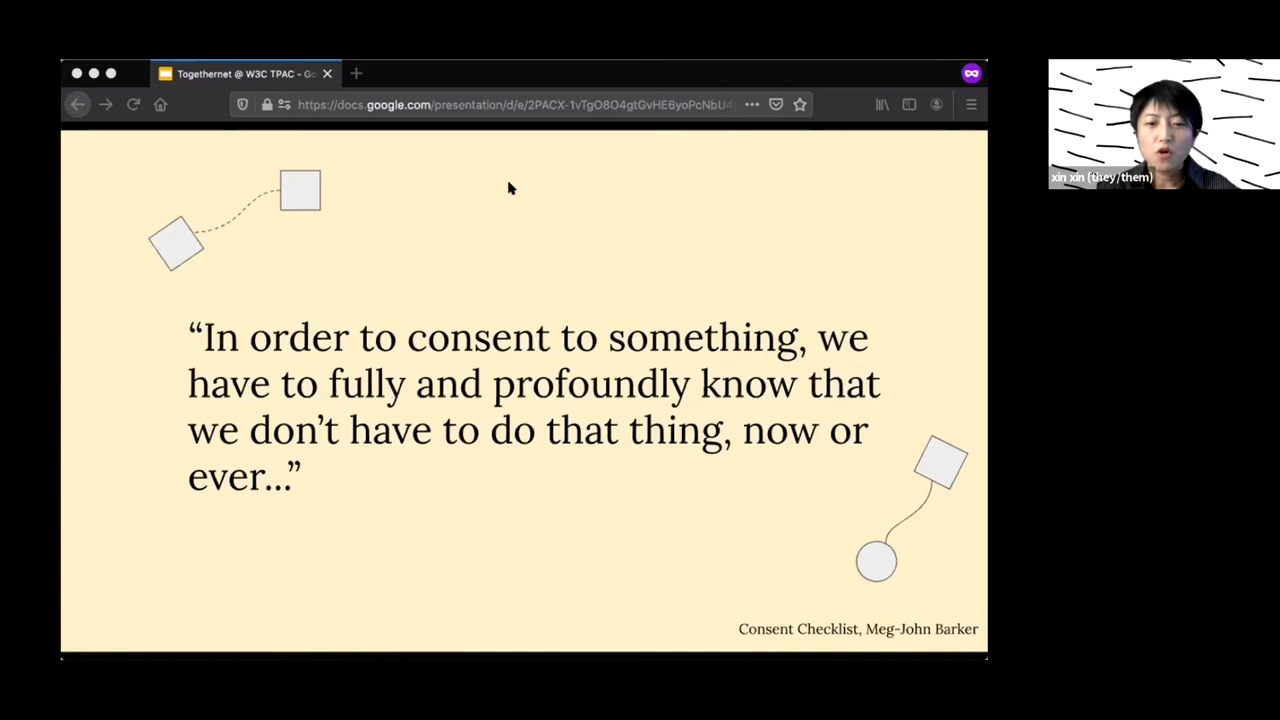 Togethernet @ W3C TPAC - Go
https://docs.google.com/presentation/d/e/2PACX-1vTgO8O4gtGvHE6yoPcNbU4
xin xin (they/them)
“In order to consent to something, we
have to fully and profoundly know that
we don’t have to do that thing, now or
ever...”
Consent Checklist, Meg-John Barker